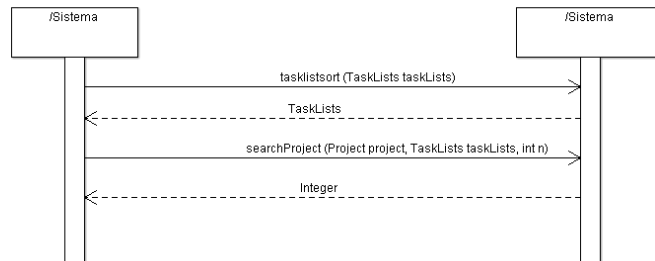 /Sistema
/Sistema
tasklistsort (TaskLists taskLists)
TaskLists
searchProject (Project project, TaskLists taskLists, int n)
Integer